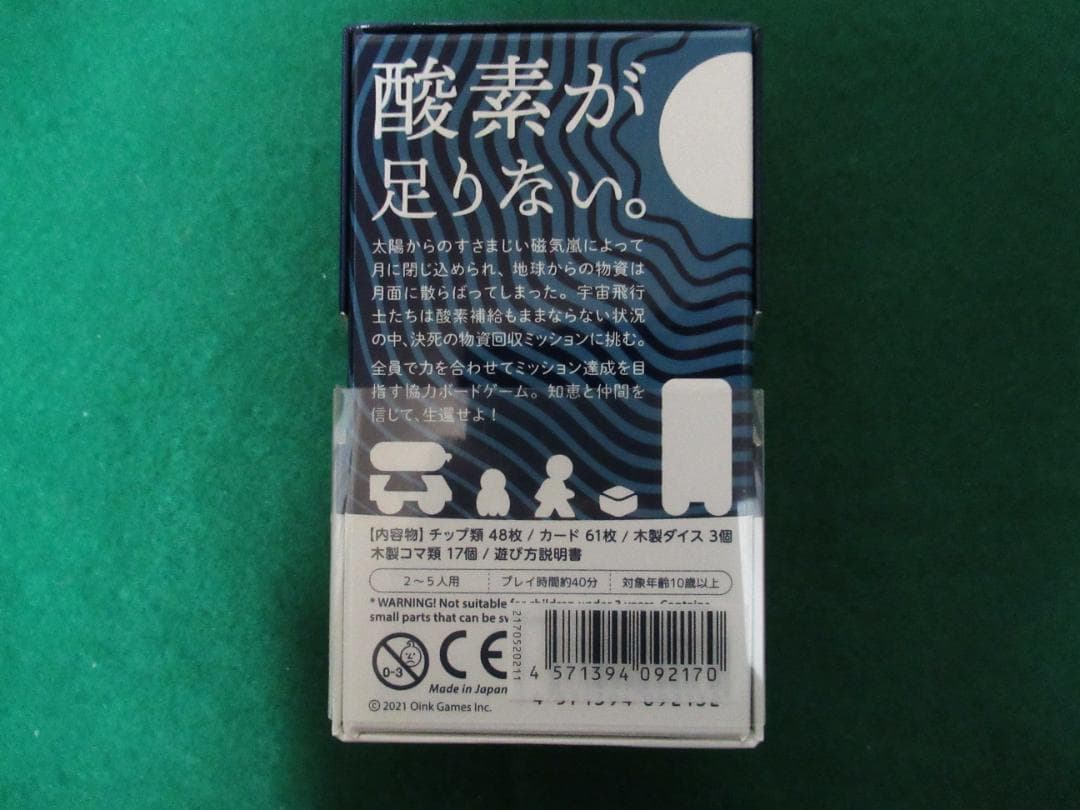 酸素が
足りない。
太陽からのすさまじい磁気嵐によって
月に閉じ込められ、地球からの物資は
月面に散らばってしまった。宇宙飛行
士たちは酸素補給もままならない状況
の中、決死の物資回収ミッションに挑む。
全員で力を合わせてミッション達成を目
指す協力ボードゲーム。知恵と仲間を
信じて、生還せよ!
【内容物】チップ類 48枚 / カード 61枚 / 木製ダイス 3個
木製コマ類 17個 / 遊び方説明書
2〜5人用 プレイ時間約40分 対象年齢10歳以上
* WARNING! Not suitable for children under 3 years. Contains
small parts that can be sw
0-3 CE
Made in Japan
© 2021 Oink Games Inc.
2170520211
4 571394 092170